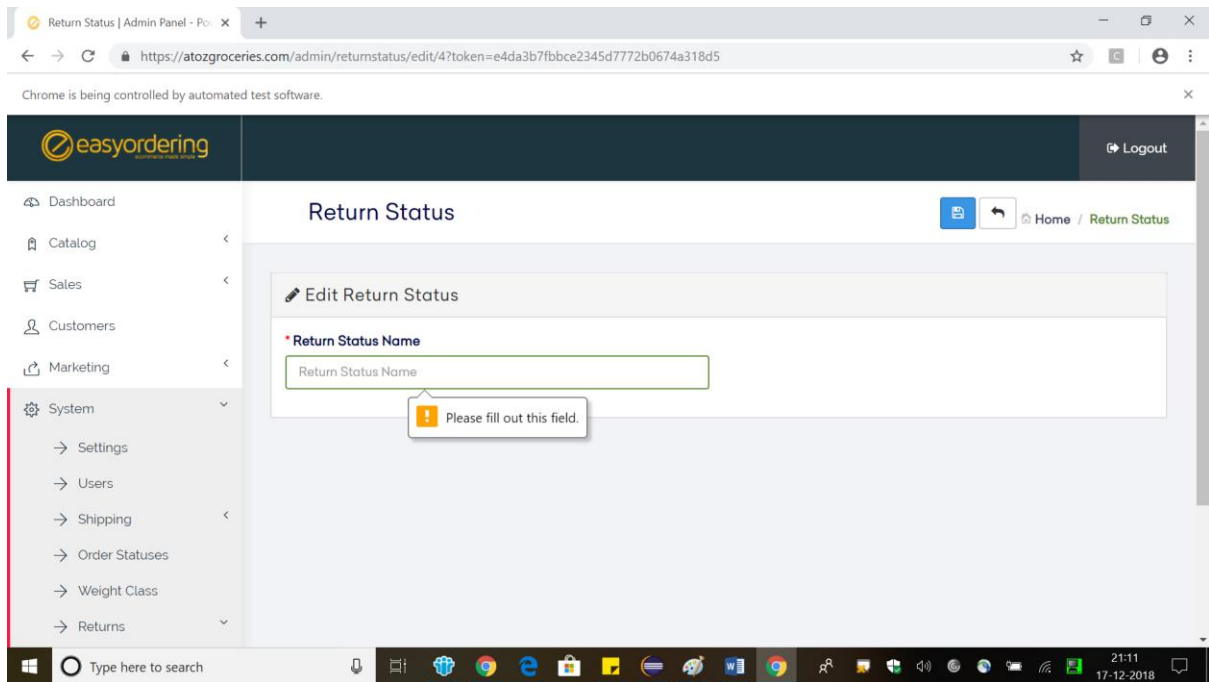 Return Status | Admin Panel - Po
https://atozgroceries.com/admin/returnstatus/edit/4?token=e4da3b7fbbce2345d7772b0674a318d5
Chrome is being controlled by automated test software.
easyordering
ecommerce made simple
Logout
Dashboard
Return Status
Home / Return Status
Catalog
Sales
Edit Return Status
Customers
* Return Status Name
Marketing
Return Status Name
System
Please fill out this field.
Settings
Users
Shipping
Order Statuses
Weight Class
Returns
Type here to search
21:11
17-12-2018